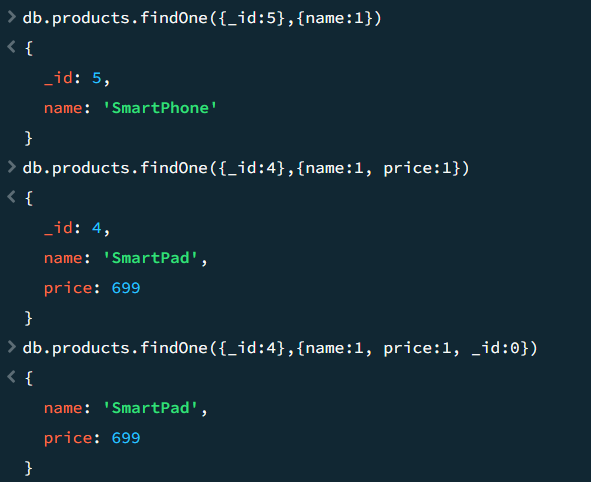 > db.products.findOne({_id:5},{name:1})
< {
_id: 5,
name: 'SmartPhone'
}
> db.products.findOne({_id:4},{name:1, price:1})
< {
_id: 4,
name: 'SmartPad',
price: 699
}
> db.products.findOne({_id:4},{name:1, price:1, _id:0})
< {
name: 'SmartPad',
price: 699
}